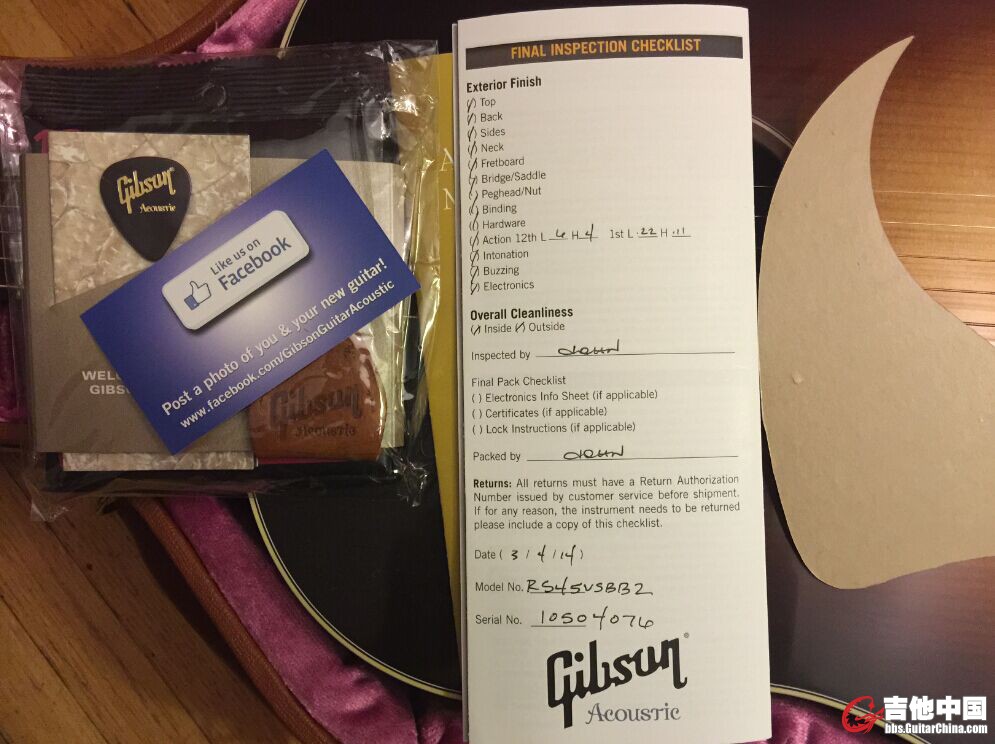 FINAL INSPECTION CHECKLIST
Exterior Finish
(/) Top
(/) Back
(/) Sides
(/) Neck
(/) Fretboard
(/) Bridge/Saddle
(/) Peghead/Nut
(/) Binding
(/) Hardware
(/) Action 12th L 6 H 4 1st L .22 H .11
(/) Intonation
(/) Buzzing
(/) Electronics
Overall Cleanliness
(/) Inside (/) Outside
Inspected by JOHN
Final Pack Checklist
( ) Electronics Info Sheet (if applicable)
( ) Certificates (if applicable)
( ) Lock Instructions (if applicable)
Packed by JOHN
Returns: All returns must have a Return Authorization
Number issued by customer service before shipment.
If for any reason, the instrument needs to be returned
please include a copy of this checklist.
Date ( 3 / 4 / 14 )
Model No. RS45VSBB2
Serial No. 10504076
Gibson®
Acoustic
Gibson
Acoustic
Like us on
Facebook
Post a photo of you & your new guitar!
www.facebook.com/GibsonGuitarAcoustic
Gibson
Acoustic
吉他中国
bbs.GuitarChina.com